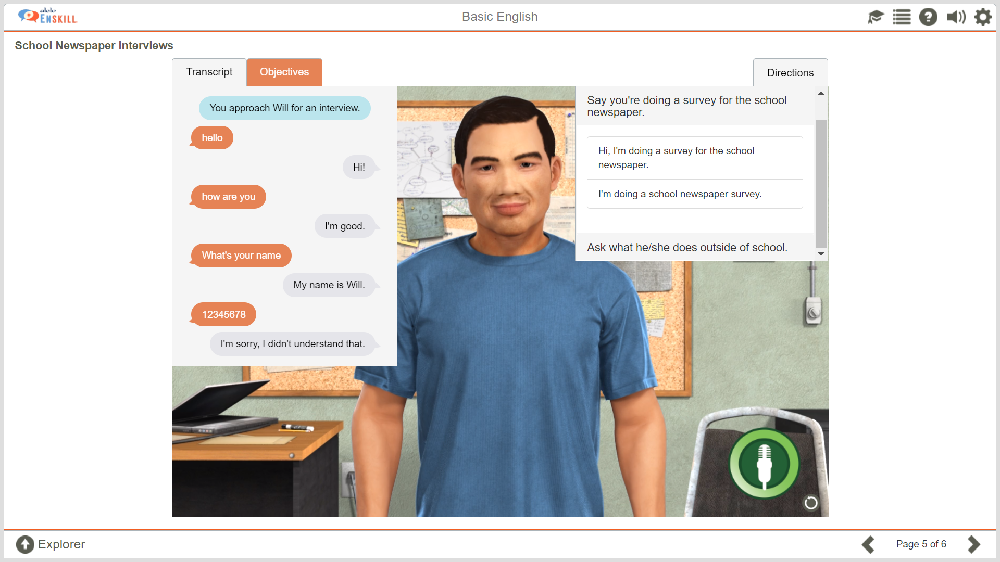 alelo
ENSKILL.
Basic English
School Newspaper Interviews
Transcript
Objectives
Directions
You approach Will for an interview.
hello
Hi!
how are you
I'm good.
What's your name
My name is Will.
12345678
I'm sorry, I didn't understand that.
Say you're doing a survey for the school
newspaper.
Hi, I'm doing a survey for the school
newspaper.
I'm doing a school newspaper survey.
Ask what he/she does outside of school.
Explorer
Page 5 of 6